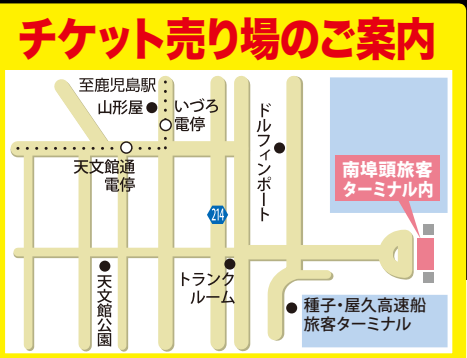 チケット売り場のご案内
至鹿児島駅
山形屋
いづろ
電停
天文館通
電停
ドルフィンポート
南埠頭旅客
ターミナル内
214
トランク
ルーム
天文館公園
種子・屋久高速船
旅客ターミナル